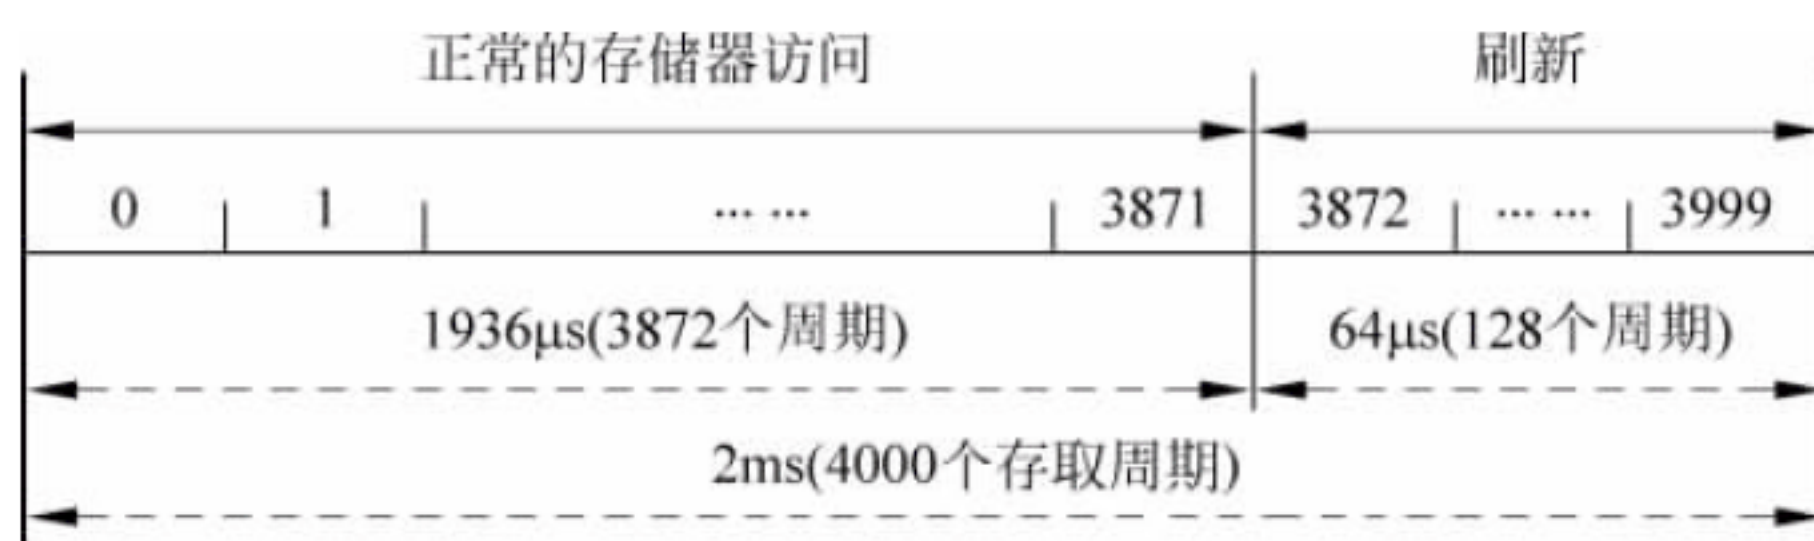 正常的存储器访问 刷新
0 1 ··· ··· 3871 3872 ··· ··· 3999
1936μs(3872个周期) 64μs(128个周期)
2ms(4000个存取周期)